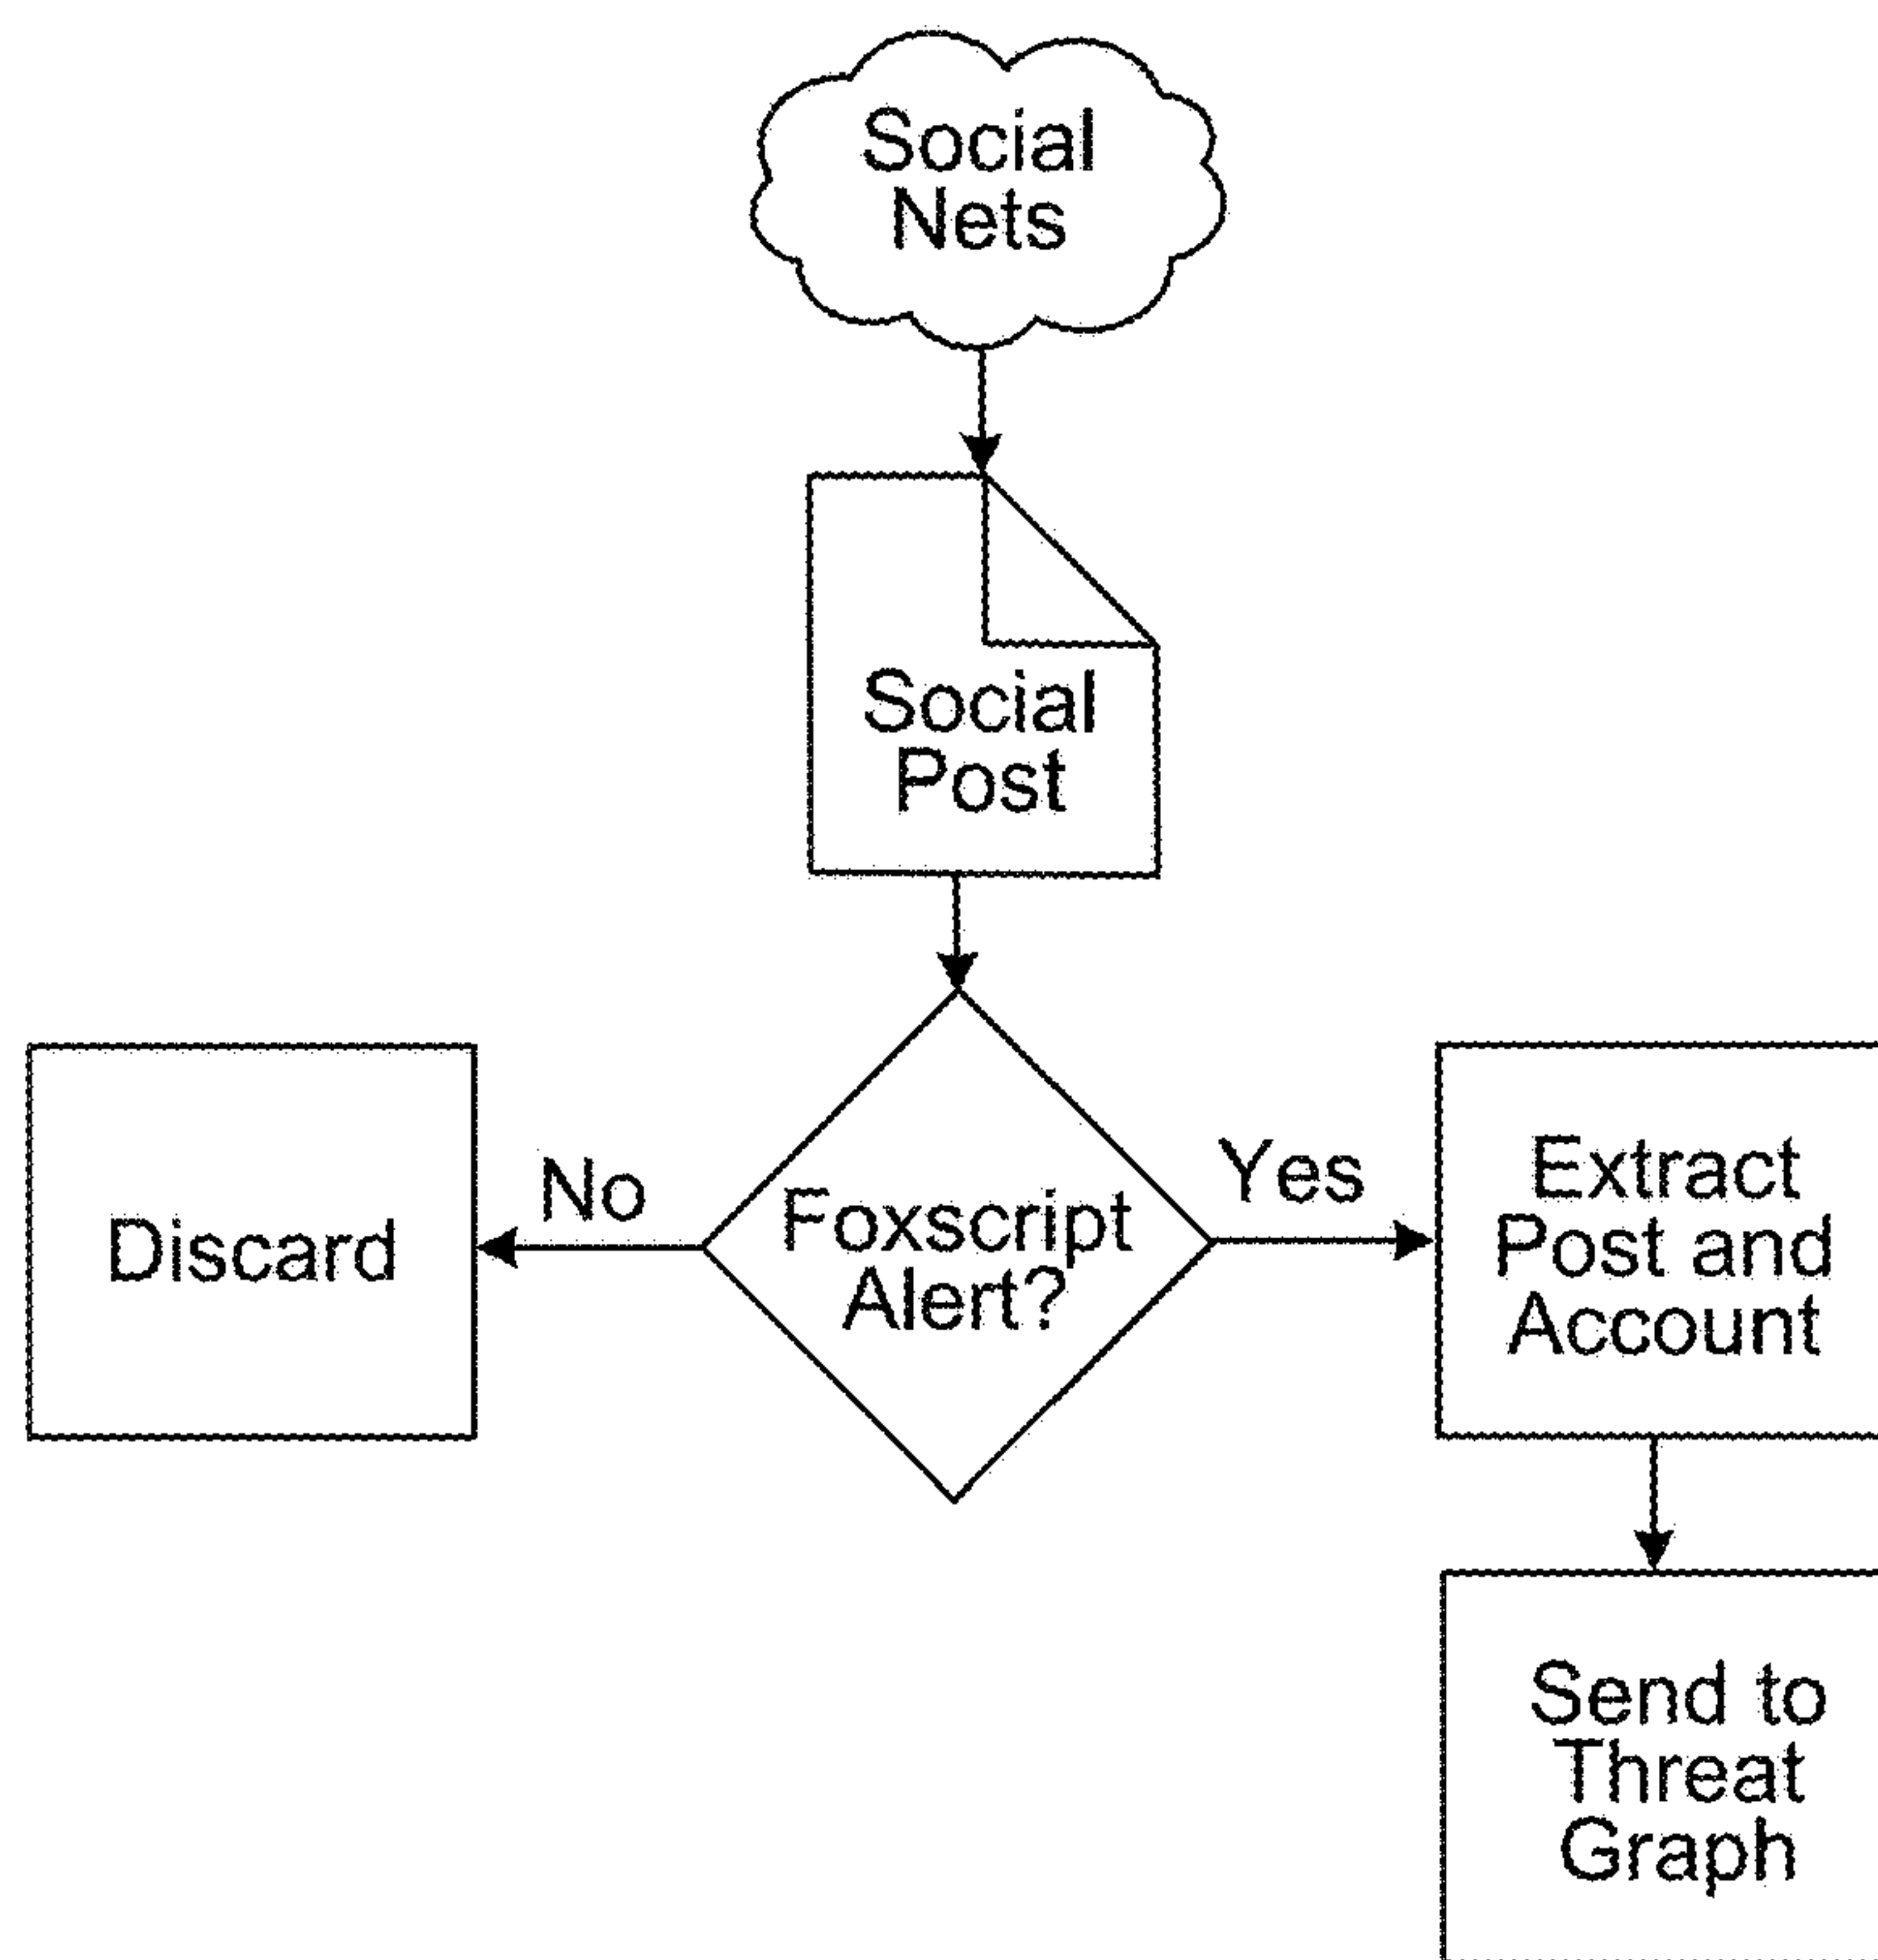 Social
Nets
Social
Post
Discard
No
Foxscript
Alert?
Yes
Extract
Post and
Account
Send to
Threat
Graph